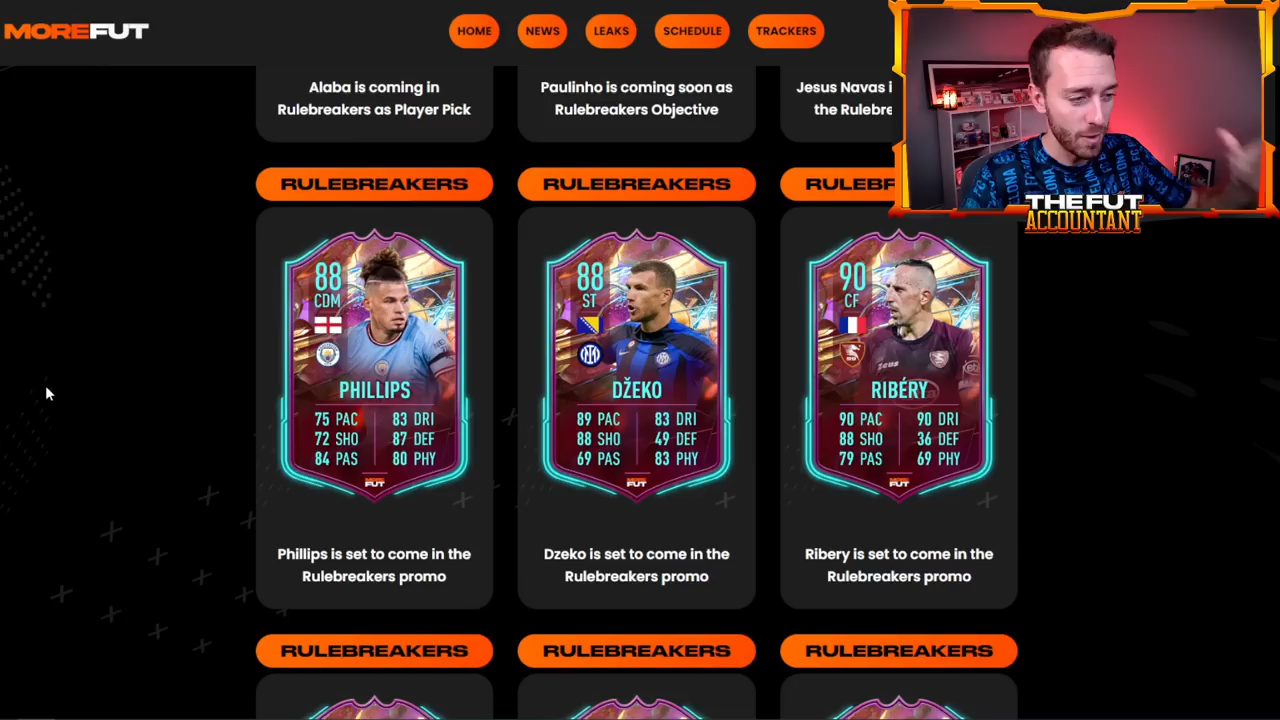 MOREFUT
HOME
NEWS
LEAKS
SCHEDULE
TRACKERS
THE FUT
ACCOUNTANT
Alaba is coming in
Rulebreakers as Player Pick
Paulinho is coming soon as
Rulebreakers Objective
Jesus Navas i
the Rulebre
RULEBREAKERS
88
CDM
PHILLIPS
75 PAC 83 DRI
72 SHO 87 DEF
84 PAS 80 PHY
MORE
FUT
Phillips is set to come in the
Rulebreakers promo
RULEBREAKERS
88
ST
DŽEKO
89 PAC 83 DRI
88 SHO 49 DEF
69 PAS 83 PHY
MORE
FUT
Dzeko is set to come in the
Rulebreakers promo
RULEB
90
CF
RIBÉRY
90 PAC 90 DRI
88 SHO 36 DEF
79 PAS 69 PHY
MORE
FUT
Ribery is set to come in the
Rulebreakers promo
RULEBREAKERS
RULEBREAKERS
RULEBREAKERS